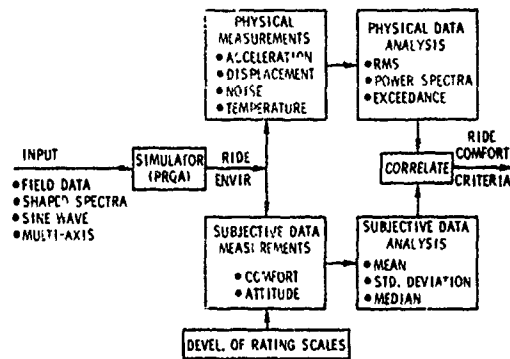 PHYSICAL
MEASUREMENTS
• ACCELERATION
• DISPLACEMENT
• NOISE
• TEMPERATURE
PHYSICAL DATA
ANALYSIS
• RMS
• POWER SPECTRA
• EXCEEDANCE
INPUT
• FIELD DATA
• SHAPED SPECTRA
• SINE WAVE
• MULTI-AXIS
SIMULATOR
(PRQA)
RIDE
ENVIR
CORRELATE
RIDE
COMFORT
CRITERIA
SUBJECTIVE DATA
MEASUREMENTS
• COMFORT
• ATTITUDE
SUBJECTIVE DATA
ANALYSIS
• MEAN
• STD. DEVIATION
• MEDIAN
DEVEL. OF RATING SCALES